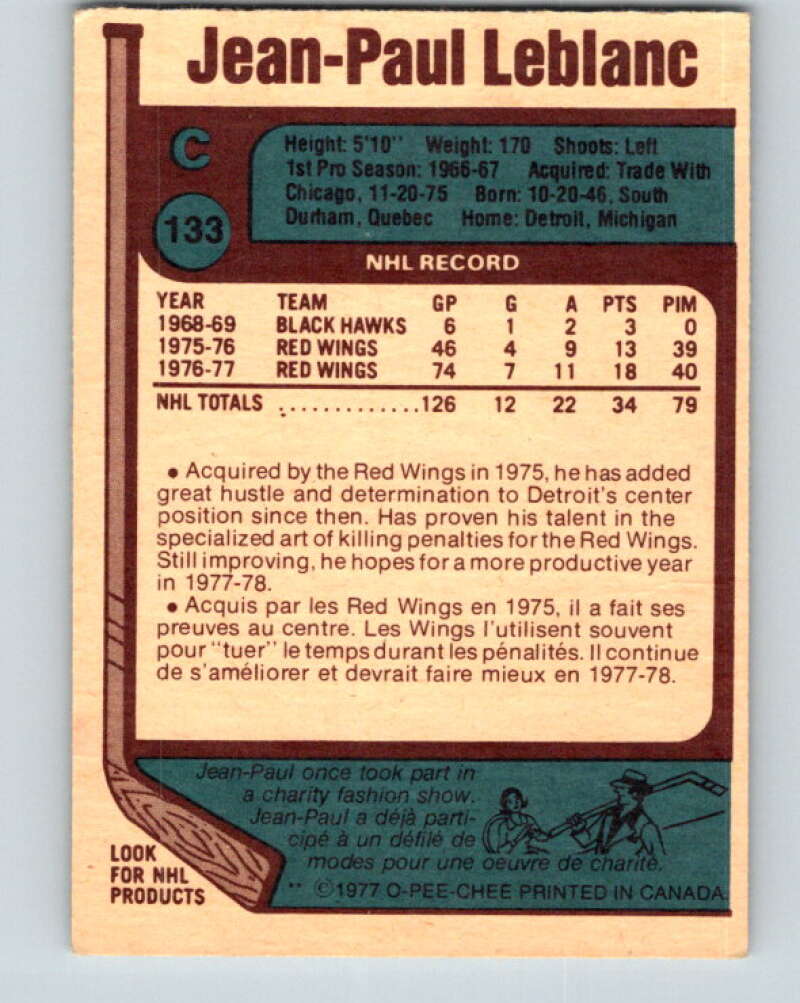 Jean-Paul Leblanc
C
133
Height: 5'10" Weight: 170 Shoots: Left
1st Pro Season: 1966-67 Acquired: Trade With
Chicago, 11-20-75 Born: 10-20-46, South
Durham, Quebec Home: Detroit, Michigan
NHL RECORD
YEAR TEAM GP G A PTS PIM
1968-69 BLACK HAWKS 6 1 2 3 0
1975-76 RED WINGS 46 4 9 13 39
1976-77 RED WINGS 74 7 11 18 40
NHL TOTALS .............126 12 22 34 79
• Acquired by the Red Wings in 1975, he has added
great hustle and determination to Detroit's center
position since then. Has proven his talent in the
specialized art of killing penalties for the Red Wings.
Still improving, he hopes for a more productive year
in 1977-78.
• Acquis par les Red Wings en 1975, il a fait ses
preuves au centre. Les Wings l'utilisent souvent
pour "tuer" le temps durant les pénalités. Il continue
de s'améliorer et devrait faire mieux en 1977-78.
Jean-Paul once took part in
a charity fashion show.
Jean-Paul a déjà parti-
cipé à un défilé de
modes pour une oeuvre de charité.
LOOK
FOR NHL
PRODUCTS
** ©1977 O-PEE-CHEE PRINTED IN CANADA